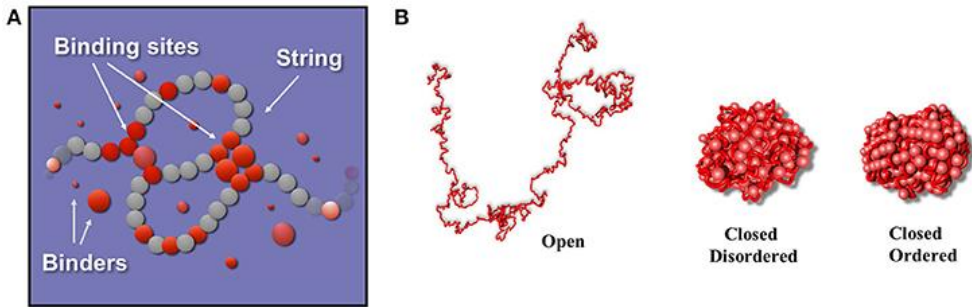 A
Binding sites
String
Binders
B
Open
Closed
Disordered
Closed
Ordered